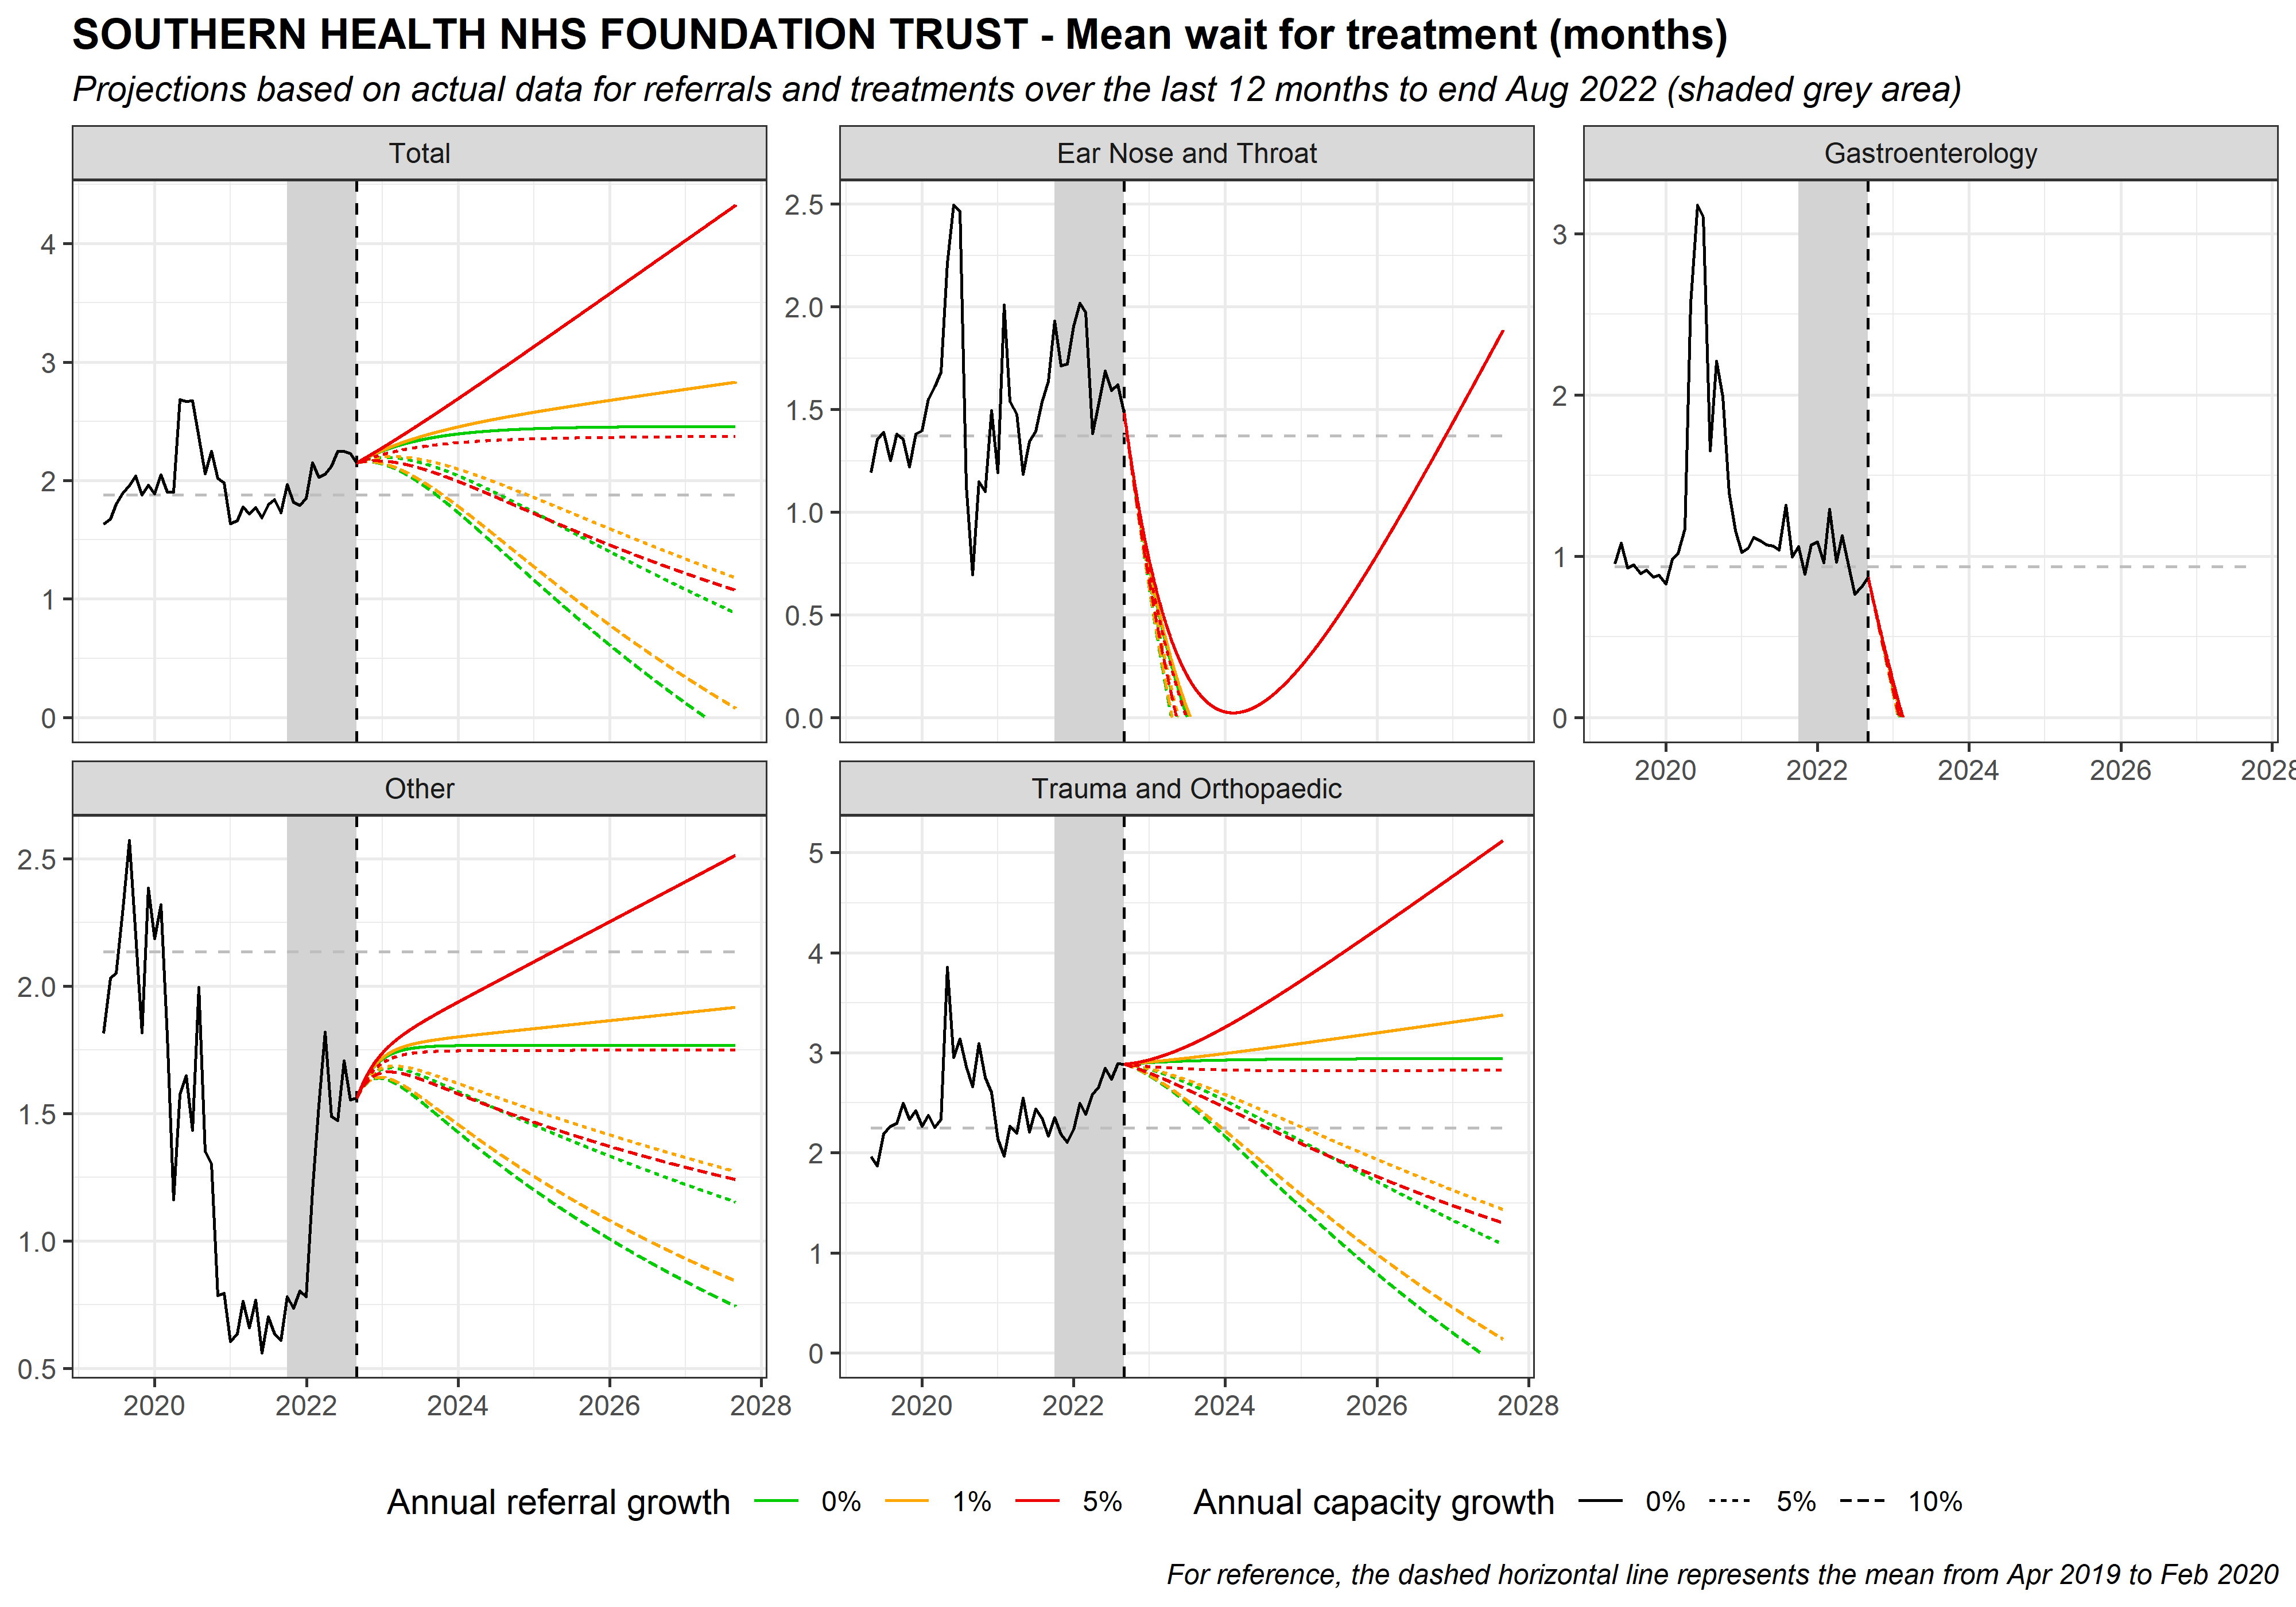 SOUTHERN HEALTH NHS FOUNDATION TRUST - Mean wait for treatment (months)
Projections based on actual data for referrals and treatments over the last 12 months to end Aug 2022 (shaded grey area)
Total
4
3
2
1
0
Ear Nose and Throat
2.5
2.0
1.5
1.0
0.5
0.0
Gastroenterology
3
2
1
0
2020 2022 2024 2026 2028
Other
2.5
2.0
1.5
1.0
0.5
2020 2022 2024 2026 2028
Trauma and Orthopaedic
5
4
3
2
1
0
2020 2022 2024 2026 2028
Annual referral growth 0% 1% 5% Annual capacity growth 0% 5% 10%
For reference, the dashed horizontal line represents the mean from Apr 2019 to Feb 2020